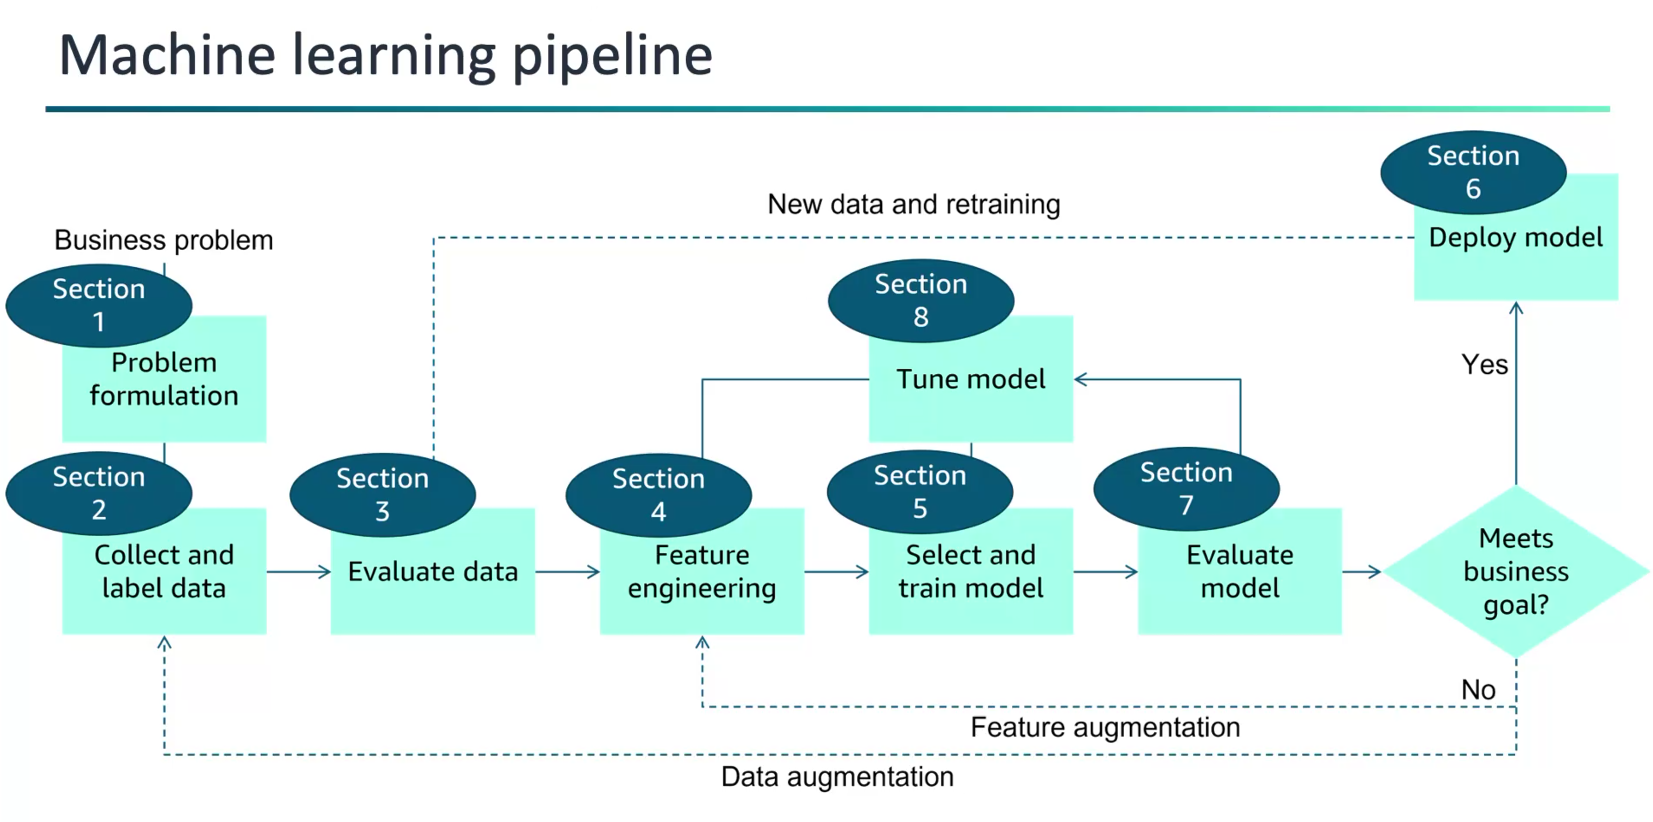 Machine learning pipeline
Business problem
Section
1
Problem
formulation
Section
2
Collect and
label data
Section
3
Evaluate data
Section
4
Feature
engineering
Section
5
Select and
train model
Section
8
Tune model
Section
7
Evaluate
model
Meets
business
goal?
Yes
Section
6
Deploy model
New data and retraining
No
Feature augmentation
Data augmentation